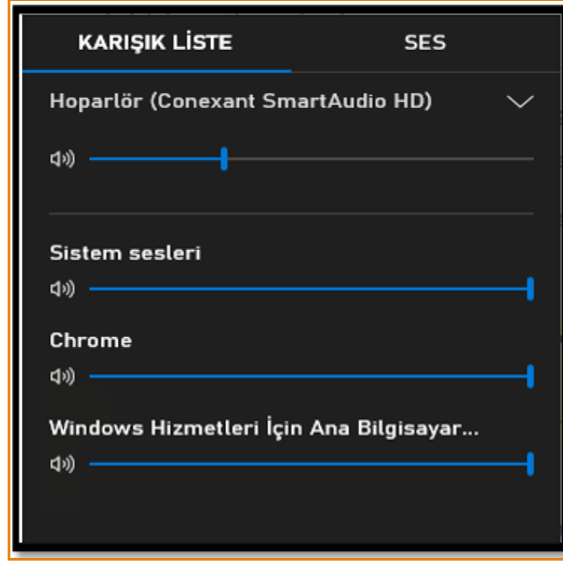 KARIŞIK LİSTE SES
Hoparlör (Conexant SmartAudio HD)
Sistem sesleri
Chrome
Windows Hizmetleri İçin Ana Bilgisayar...